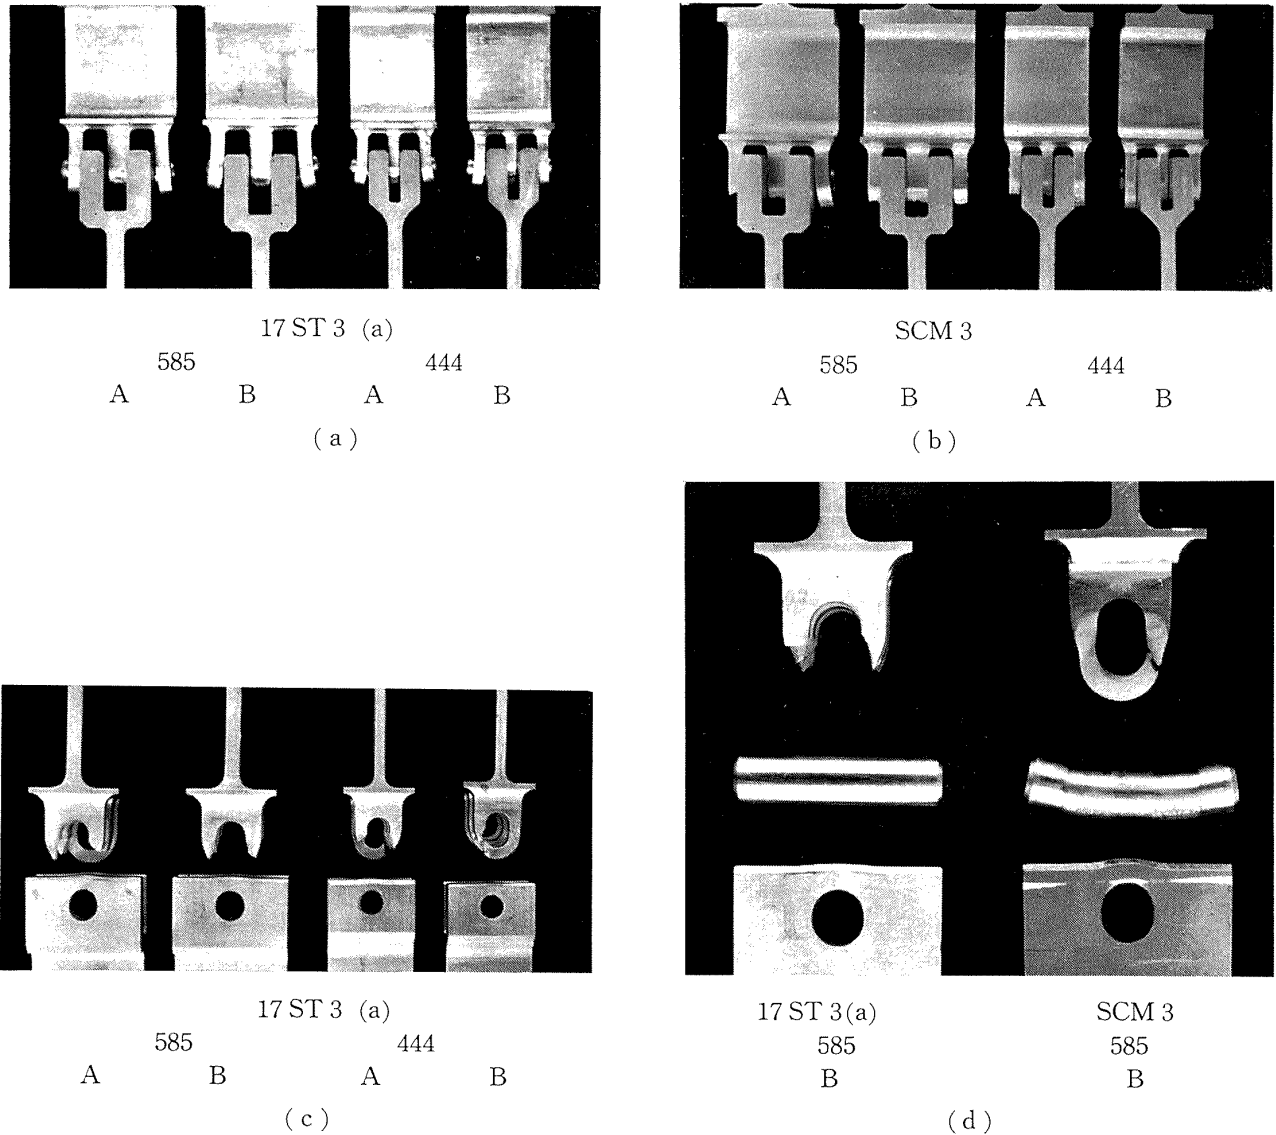 17 ST 3 (a)
585 444
A B A B
( a )
SCM 3
585 444
A B A B
( b )
17 ST 3 (a)
585 444
A B A B
( c )
17 ST 3(a) SCM 3
585 585
B B
( d )